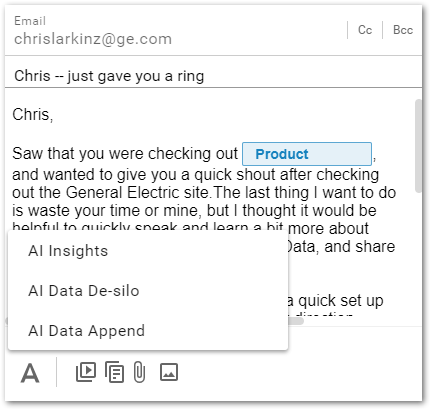 Email
chrislarkinz@ge.com
Cc
Bcc
Chris -- just gave you a ring
Chris,
Saw that you were checking out Product,
and wanted to give you a quick shout after checking
out the General Electric site.The last thing I want to do
is waste your time or mine, but I thought it would be
helpful to quickly speak and learn a bit more about
Data, and share
a quick set up
direction
AI Insights
AI Data De-silo
AI Data Append
A